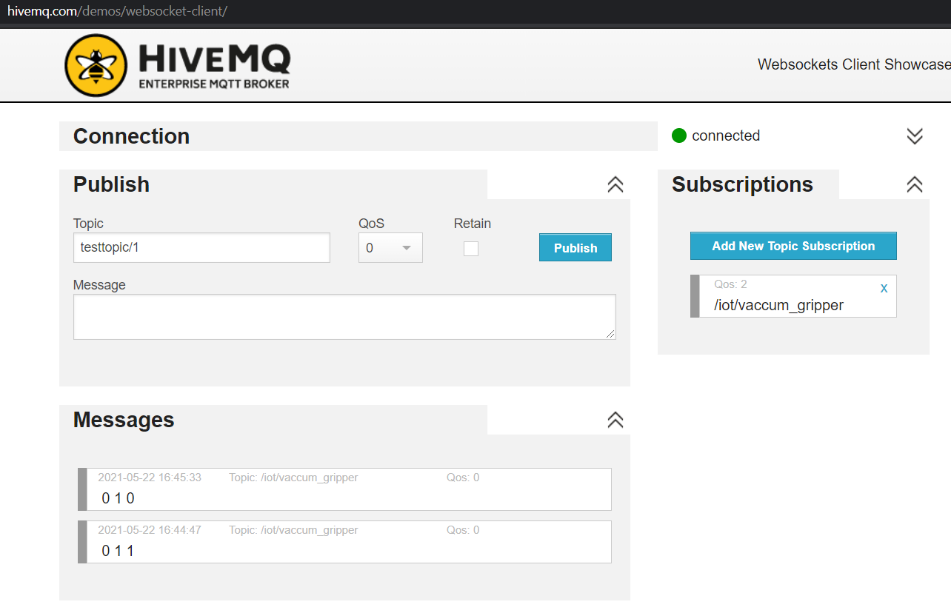 hivemq.com/demos/websocket-client/
HIVEMQ
ENTERPRISE MQTT BROKER
Websockets Client Showcase
Connection
connected
Publish
Subscriptions
Topic
QoS
Retain
testtopic/1
0
Publish
Add New Topic Subscription
Message
Qos: 2
x
/iot/vaccum_gripper
Messages
2021-05-22 16:45:33 Topic: /iot/vaccum_gripper Qos: 0
0 1 0
2021-05-22 16:44:47 Topic: /iot/vaccum_gripper Qos: 0
0 1 1